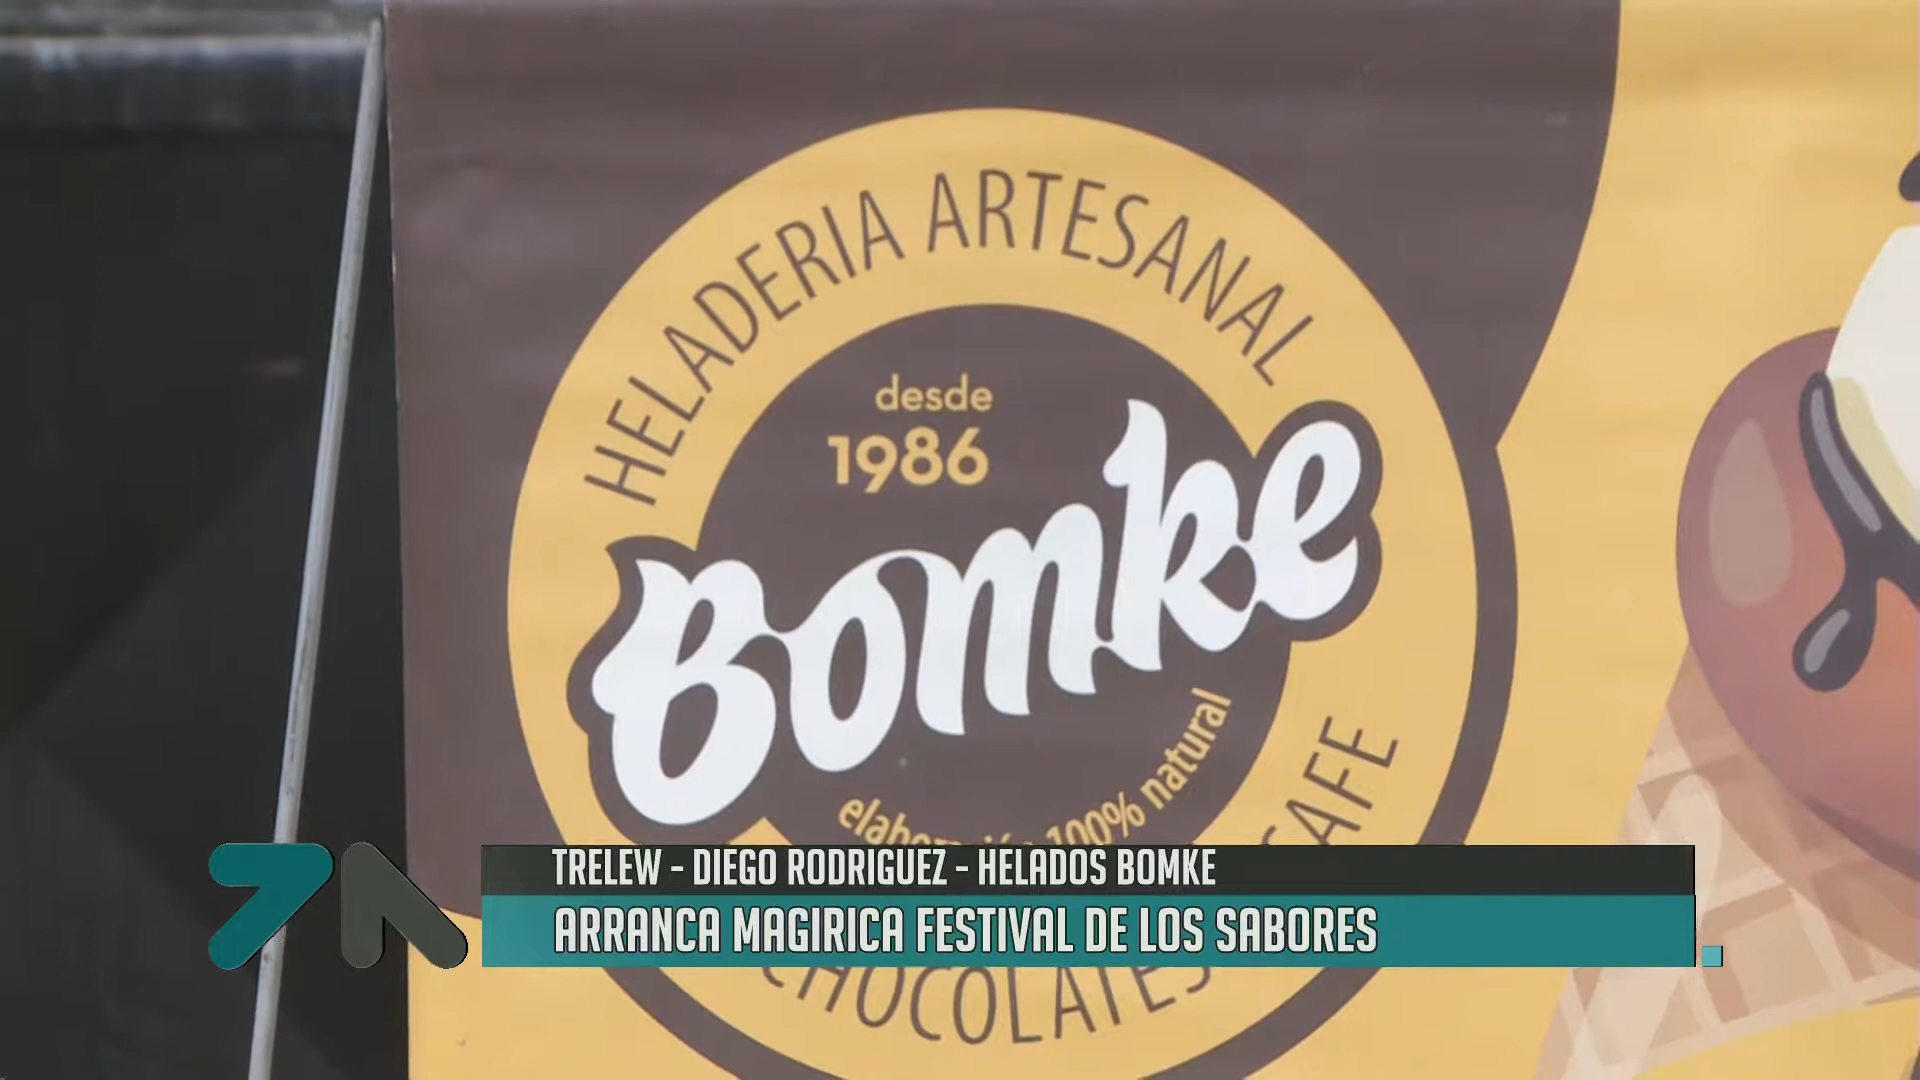 HELADERIA ARTESANAL
desde
1986
Bomke
100% natural
CHOCOLATES
TRELEW - DIEGO RODRIGUEZ - HELADOS BOMKE
ARRANCA MAGIRICA FESTIVAL DE LOS SABORES